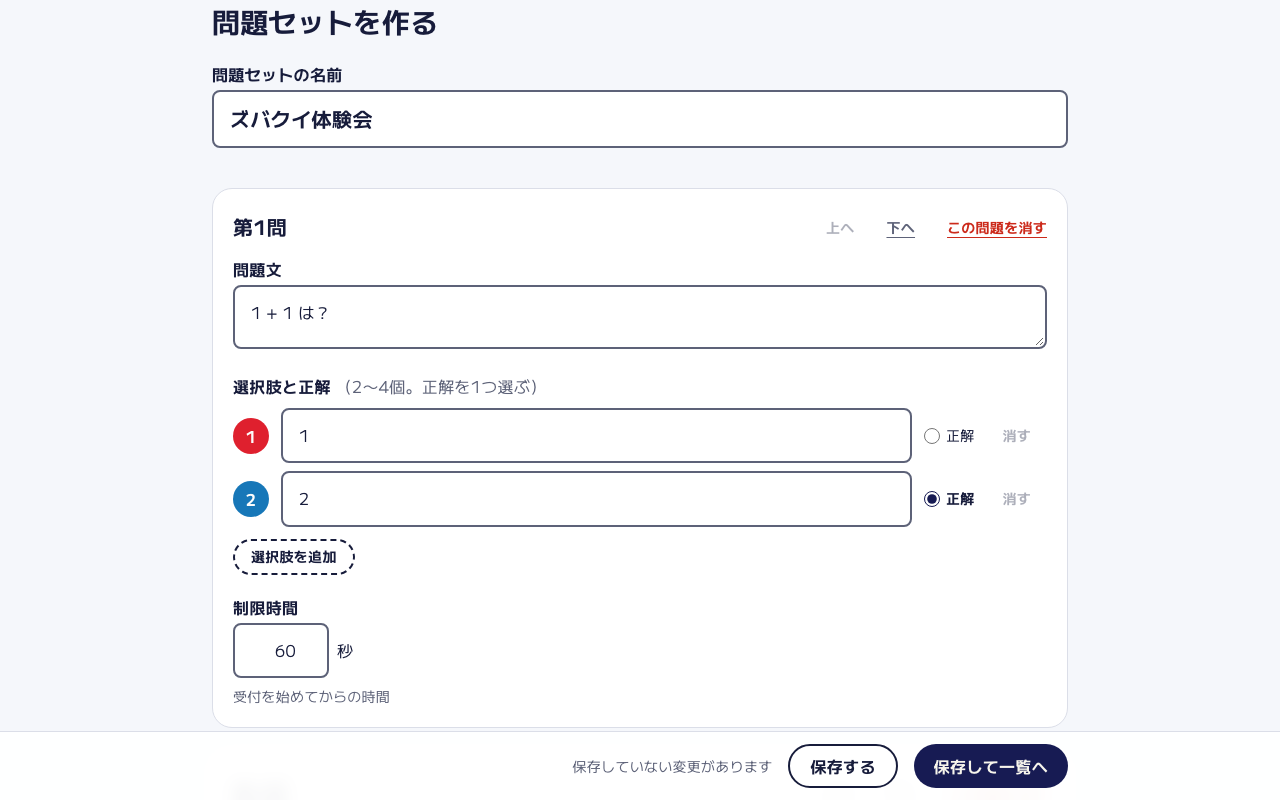 問題セットを作る
問題セットの名前
ズバクイ体験会
第1問 上へ 下へ この問題を消す
問題文
１＋１は？
選択肢と正解 （2〜4個。正解を1つ選ぶ）
1 1 正解 消す
2 2 正解 消す
選択肢を追加
制限時間
60 秒
受付を始めてからの時間
保存していない変更があります 保存する 保存して一覧へ